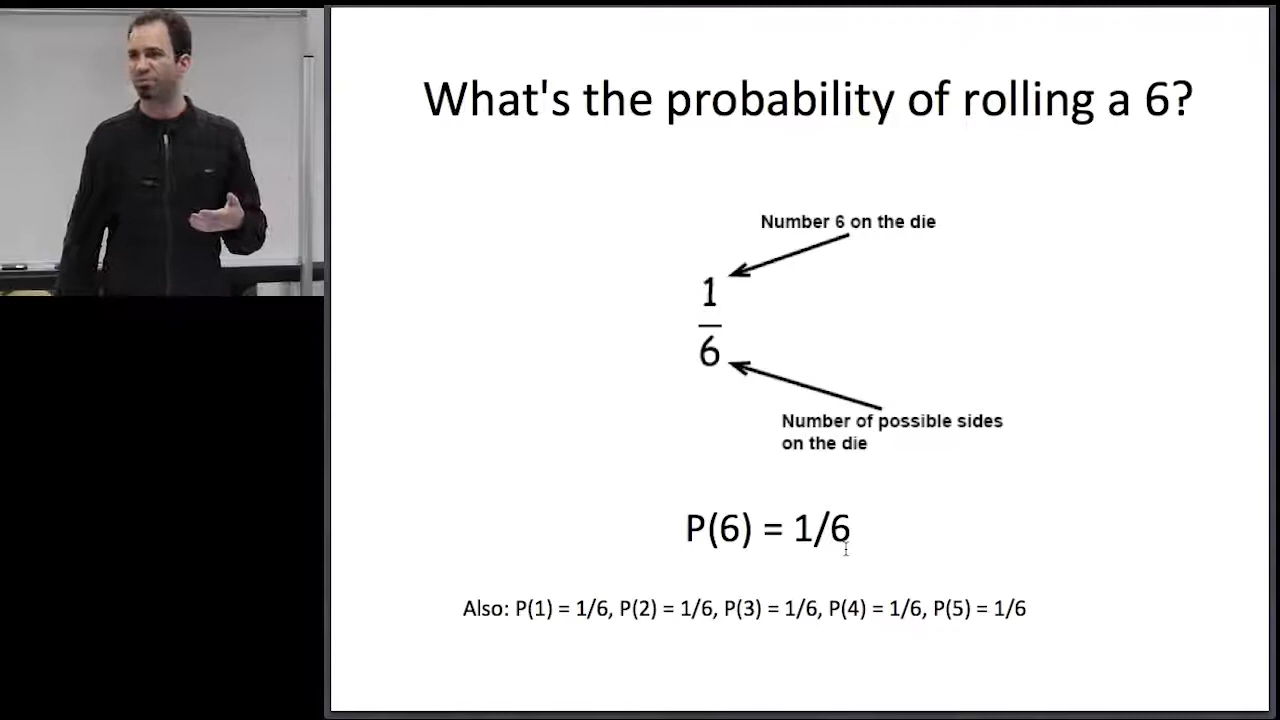 What's the probability of rolling a 6?
Number 6 on the die
1
6
Number of possible sides
on the die
P(6) = 1/6
Also: P(1) = 1/6, P(2) = 1/6, P(3) = 1/6, P(4) = 1/6, P(5) = 1/6